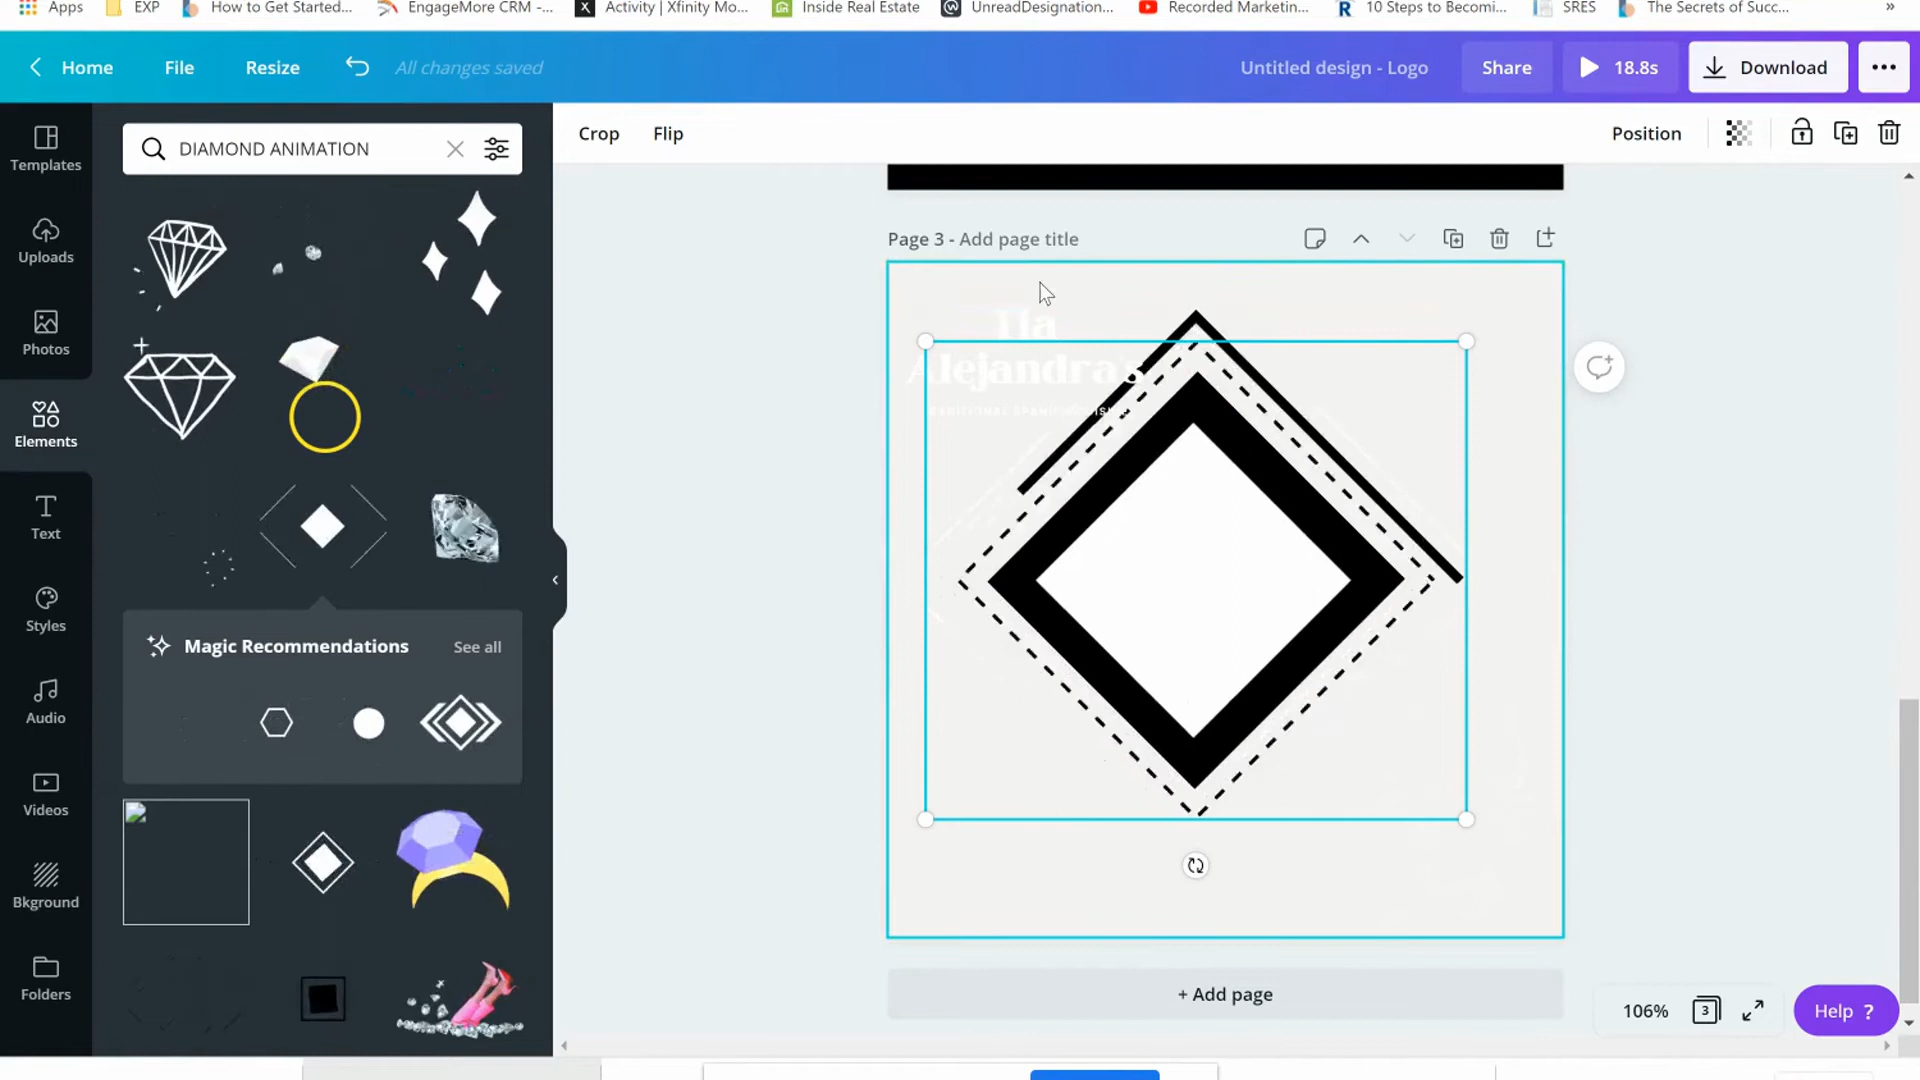 Apps
EXP
How to Get Started...
EngageMore CRM -...
Activity | Xfinity Mo...
Inside Real Estate
UnreadDesignation...
Recorded Marketin...
10 Steps to Becomi...
SRES
The Secrets of Succ...
»
Home
File
Resize
All changes saved
Untitled design - Logo
Share
18.8s
Download
Templates
Uploads
Photos
Elements
Text
Styles
Audio
Videos
Bkground
Folders
DIAMOND ANIMATION
Magic Recommendations
See all
Crop
Flip
Position
Page 3 - Add page title
Tia
Alejandra's
+ Add page
106%
3
Help ?